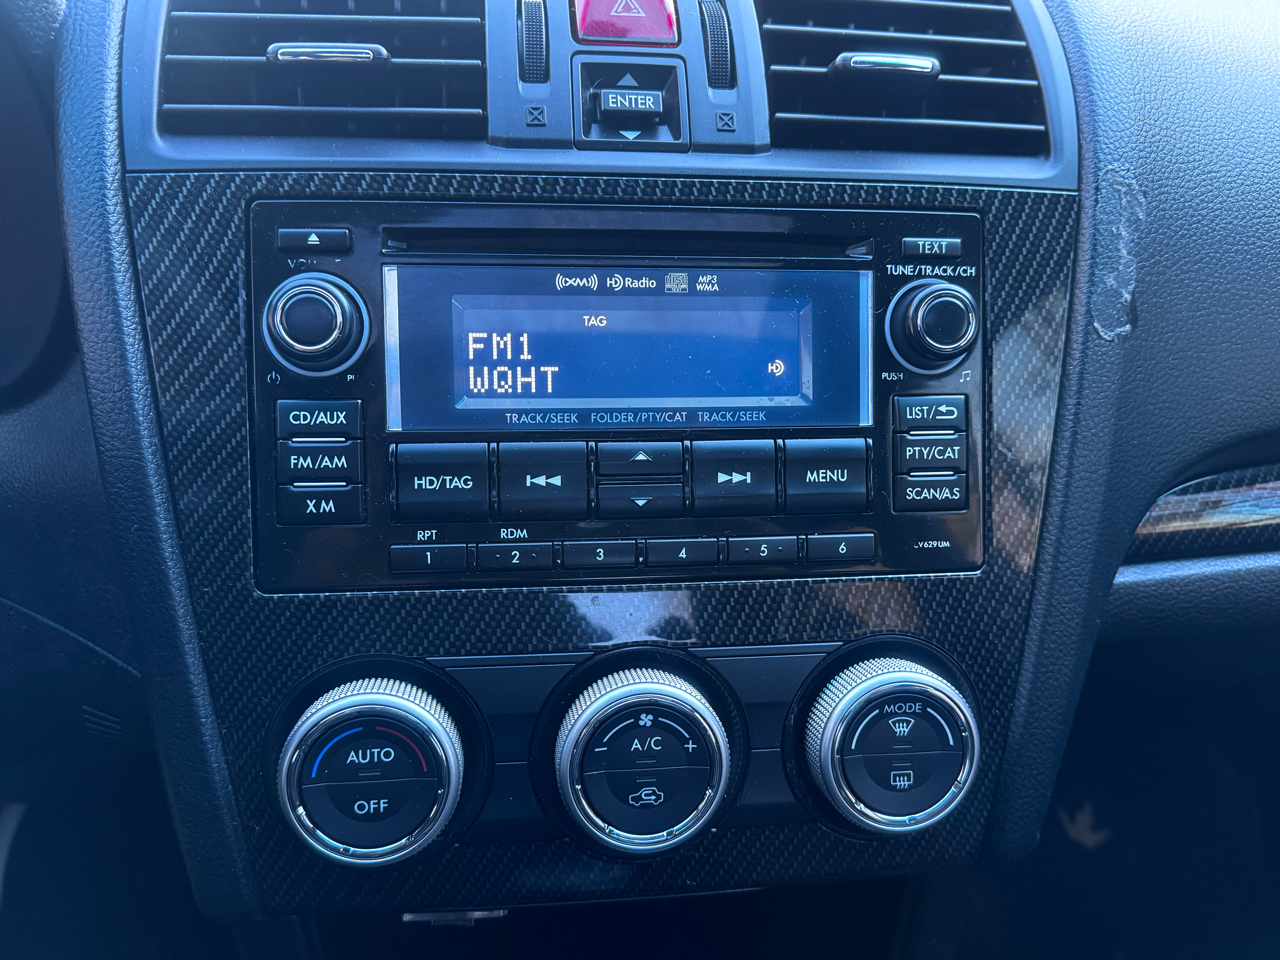 ENTER
TEXT
TUNE/TRACK/CH
((XM)) HD Radio disc MP3
WMA
TAG
FM1
WQHT
HD
PUSH
TRACK/SEEK FOLDER/PTY/CAT TRACK/SEEK
CD/AUX
FM/AM
XM
HD/TAG
MENU
LIST/
PTY/CAT
SCAN/A.S
RPT
RDM
1
2
3
4
5
6
AUTO
OFF
A/C
MODE